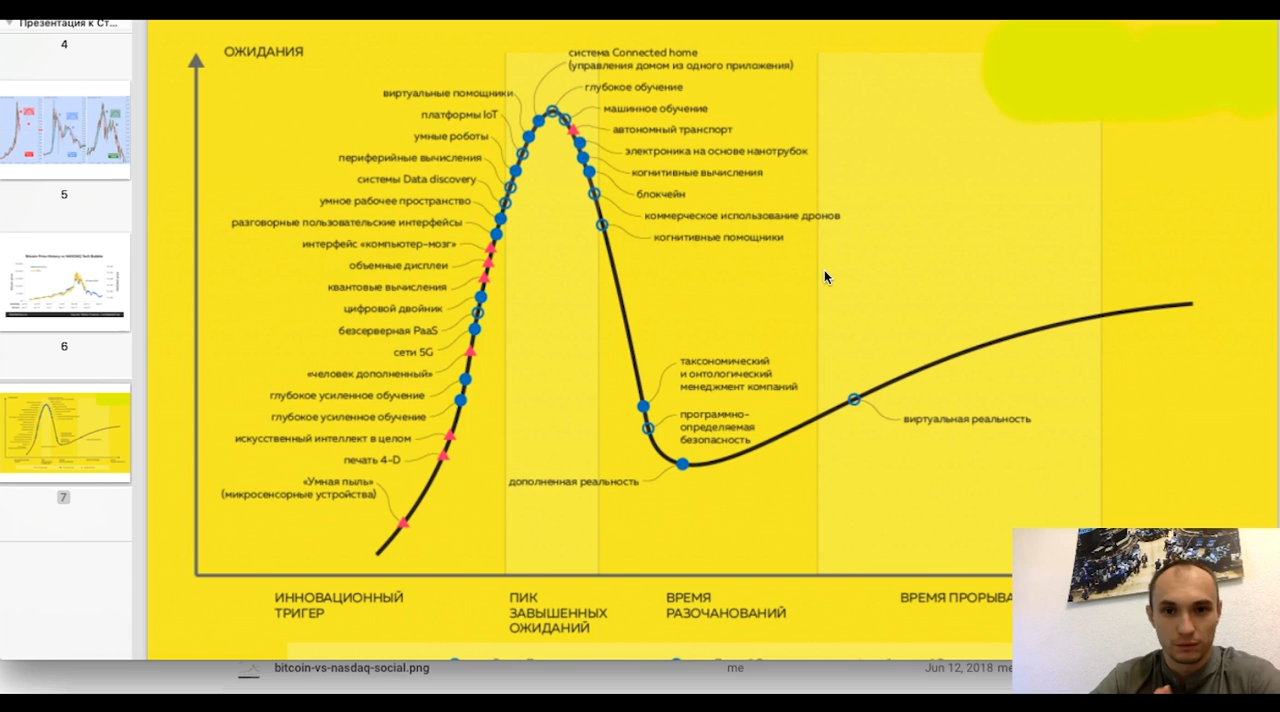 Презентация к Ст...
4
5
6
7
ОЖИДАНИЯ
система Connected home
(управления домом из одного приложения)
глубокое обучение
виртуальные помощники
машинное обучение
платформы IoT
автономный транспорт
умные роботы
электроника на основе нанотрубок
периферийные вычисления
когнитивные вычисления
системы Data discovery
блокчейн
умное рабочее пространство
коммерческое использование дронов
разговорные пользовательские интерфейсы
когнитивные помощники
интерфейс «компьютер-мозг»
объемные дисплеи
квантовые вычисления
цифровой двойник
безсерверная PaaS
сети 5G
«человек дополненный»
глубокое усиленное обучение
глубокое усиленное обучение
искусственный интеллект в целом
печать 4-D
«Умная пыль»
(микросенсорные устройства)
таксономический
и онтологический
менеджмент компаний
программно-
определяемая
безопасность
дополненная реальность
виртуальная реальность
ИННОВАЦИОННЫЙ
ТРИГЕР
ПИК
ЗАВЫШЕННЫХ
ОЖИДАНИЙ
ВРЕМЯ
РАЗОЧАНОВАНИЙ
ВРЕМЯ ПРОРЫВА
bitcoin-vs-nasdaq-social.png
me
Jun 12, 2018 me